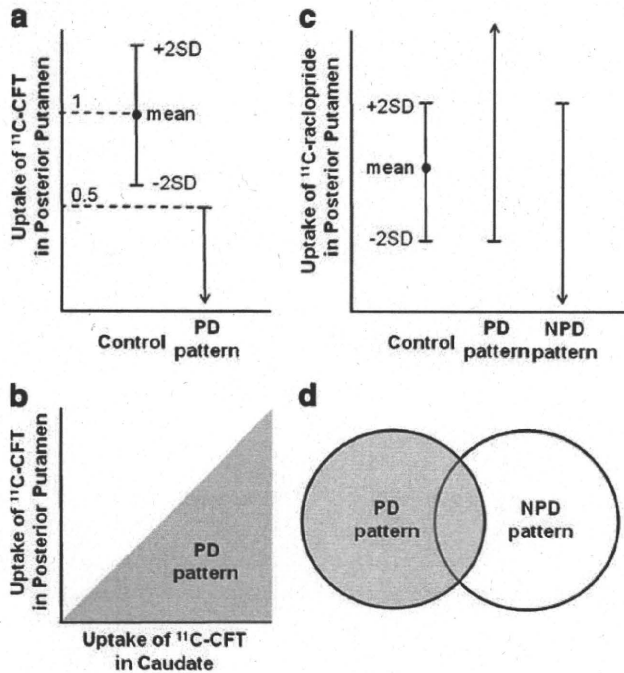 a
Uptake of ¹¹C-CFT
in Posterior Putamen
+2SD
1
mean
-2SD
0.5
Control
PD
pattern
c
Uptake of ¹¹C-raclopride
in Posterior Putamen
+2SD
mean
-2SD
Control
PD
pattern
NPD
pattern
b
Uptake of ¹¹C-CFT
in Posterior Putamen
PD
pattern
Uptake of ¹¹C-CFT
in Caudate
d
PD
pattern
NPD
pattern